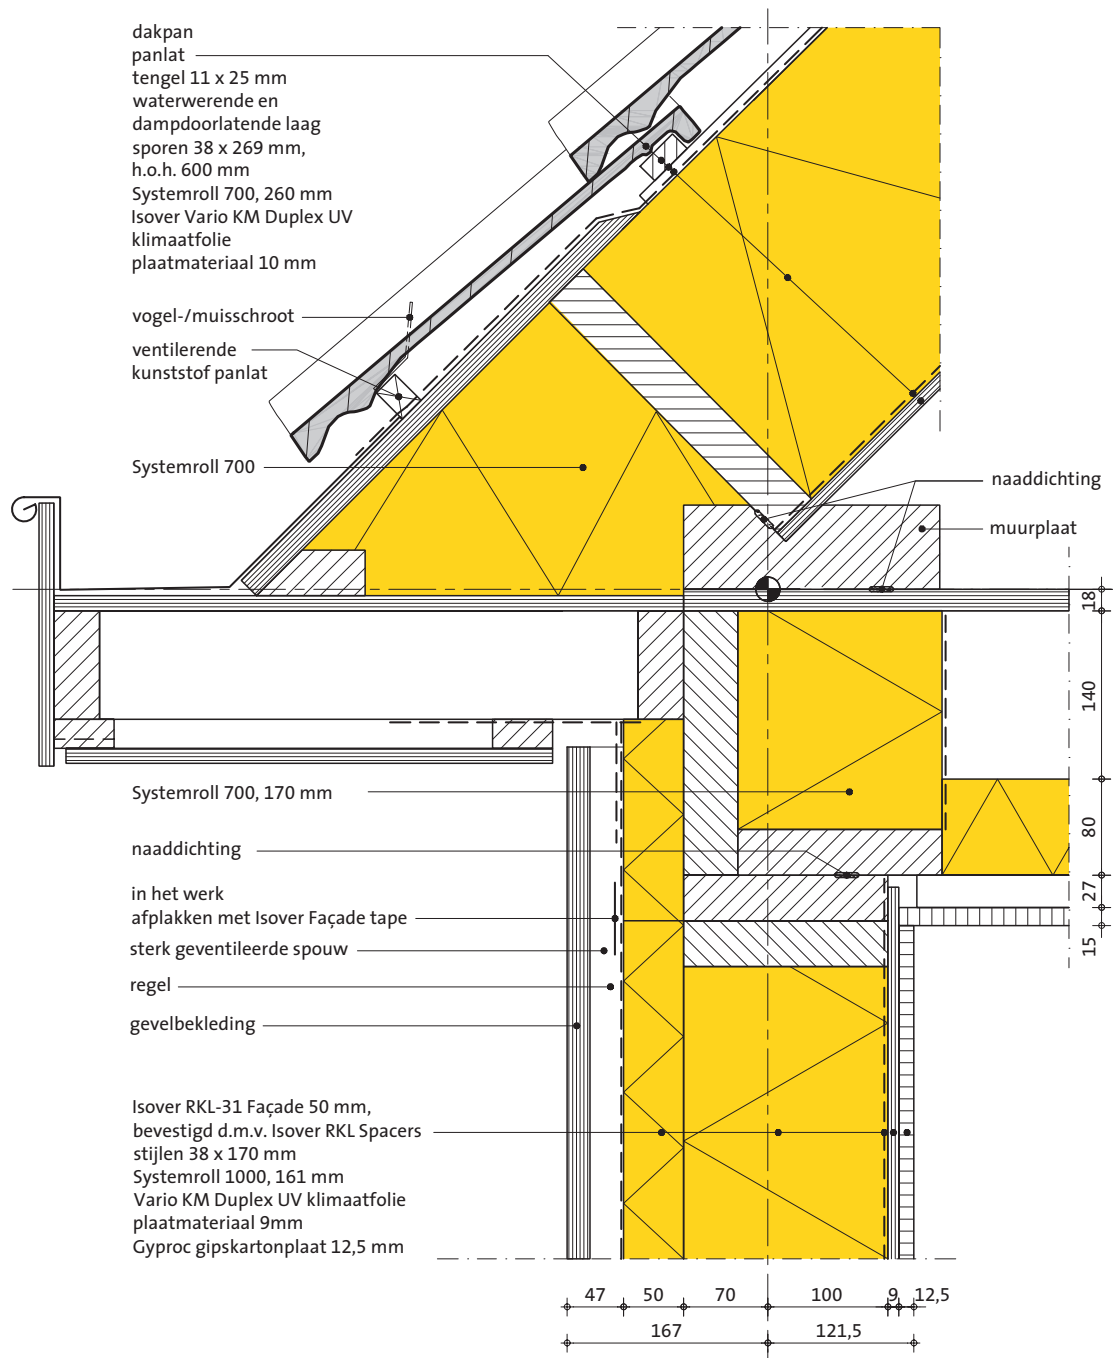 dakpan
panlat
tengel 11 x 25 mm
waterwerende en
dampdoorlatende laag
sporen 38 x 269 mm,
h.o.h. 600 mm
Systemroll 700, 260 mm
Isover Vario KM Duplex UV
klimaatfolie
plaatmateriaal 10 mm
vogel-/muisschroot
ventilerende
kunststof panlat
Systemroll 700
naaddichting
muurplaat
18
140
80
27
15
Systemroll 700, 170 mm
naaddichting
in het werk
afplakken met Isover Façade tape
sterk geventileerde spouw
regel
gevelbekleding
Isover RKL-31 Façade 50 mm,
bevestigd d.m.v. Isover RKL Spacers
stijlen 38 x 170 mm
Systemroll 1000, 161 mm
Vario KM Duplex UV klimaatfolie
plaatmateriaal 9mm
Gyproc gipskartonplaat 12,5 mm
47 50 70 100 9 12,5
167 121,5